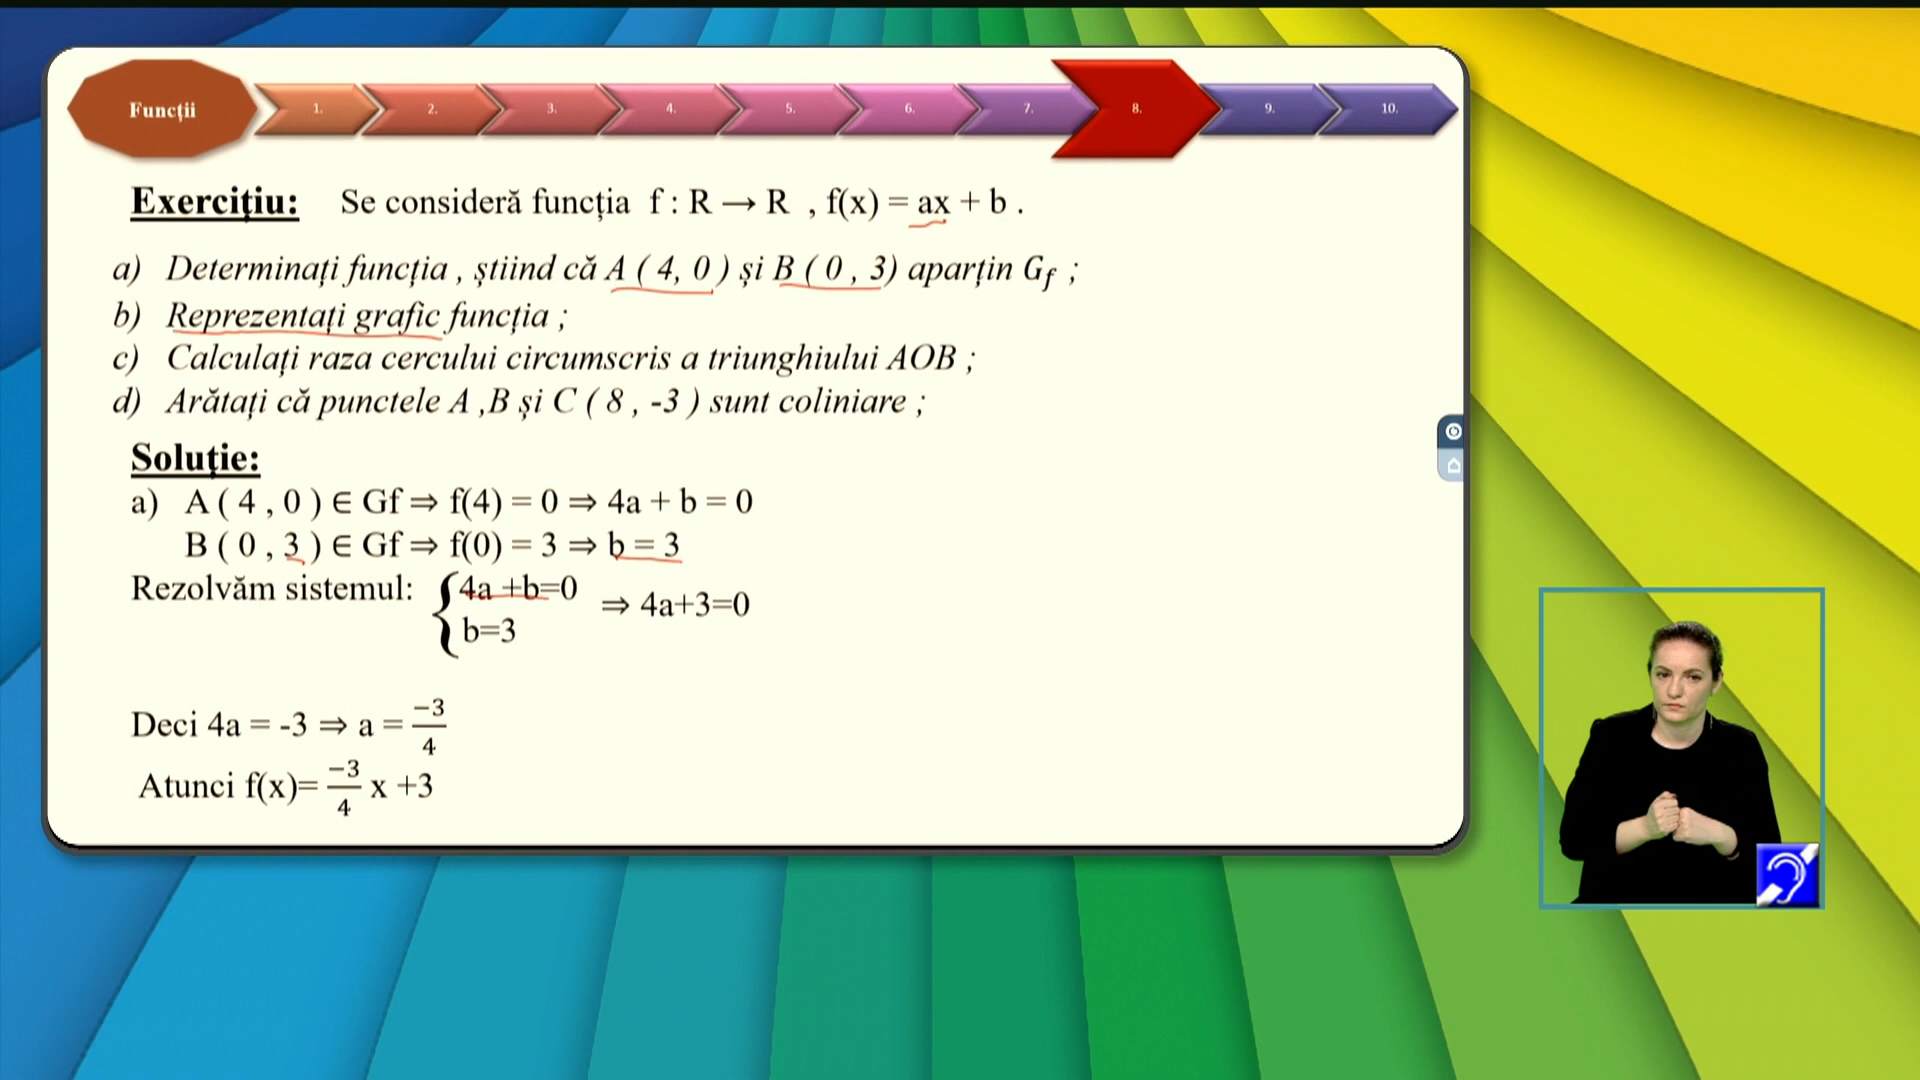 Funcții
1. 2. 3. 4. 5. 6. 7. 8. 9. 10.
Exercițiu: Se consideră funcția f : R → R , f(x) = ax + b .
a) Determinați funcția , știind că A ( 4, 0 ) și B ( 0 , 3) aparțin Gf ;
b) Reprezentați grafic funcția ;
c) Calculați raza cercului circumscris a triunghiului AOB ;
d) Arătați că punctele A ,B și C ( 8 , -3 ) sunt coliniare ;
Soluție:
a) A ( 4 , 0 ) ∈ Gf ⇒ f(4) = 0 ⇒ 4a + b = 0
B ( 0 , 3 ) ∈ Gf ⇒ f(0) = 3 ⇒ b = 3
Rezolvăm sistemul: {4a +b=0 ⇒ 4a+3=0
b=3
Deci 4a = -3 ⇒ a = −3/4
Atunci f(x)= −3/4 x +3